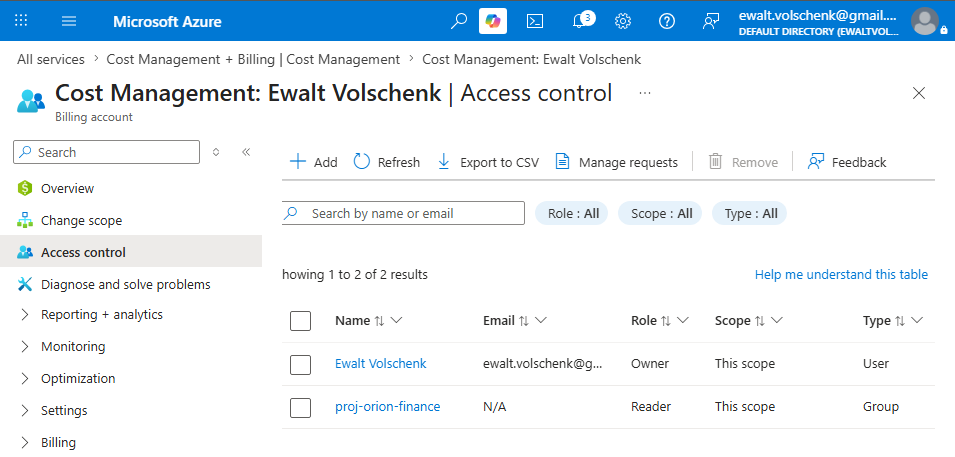 Microsoft Azure
3
ewalt.volschenk@gmail....
DEFAULT DIRECTORY (EWALTVOL...
All services > Cost Management + Billing | Cost Management > Cost Management: Ewalt Volschenk
Cost Management: Ewalt Volschenk | Access control ...
Billing account
Search
Add Refresh Export to CSV Manage requests Remove Feedback
Overview
Change scope
Access control
Diagnose and solve problems
Reporting + analytics
Monitoring
Optimization
Settings
Billing
Search by name or email Role : All Scope : All Type : All
howing 1 to 2 of 2 results Help me understand this table
Name Email Role Scope Type
Ewalt Volschenk ewalt.volschenk@g... Owner This scope User
proj-orion-finance N/A Reader This scope Group